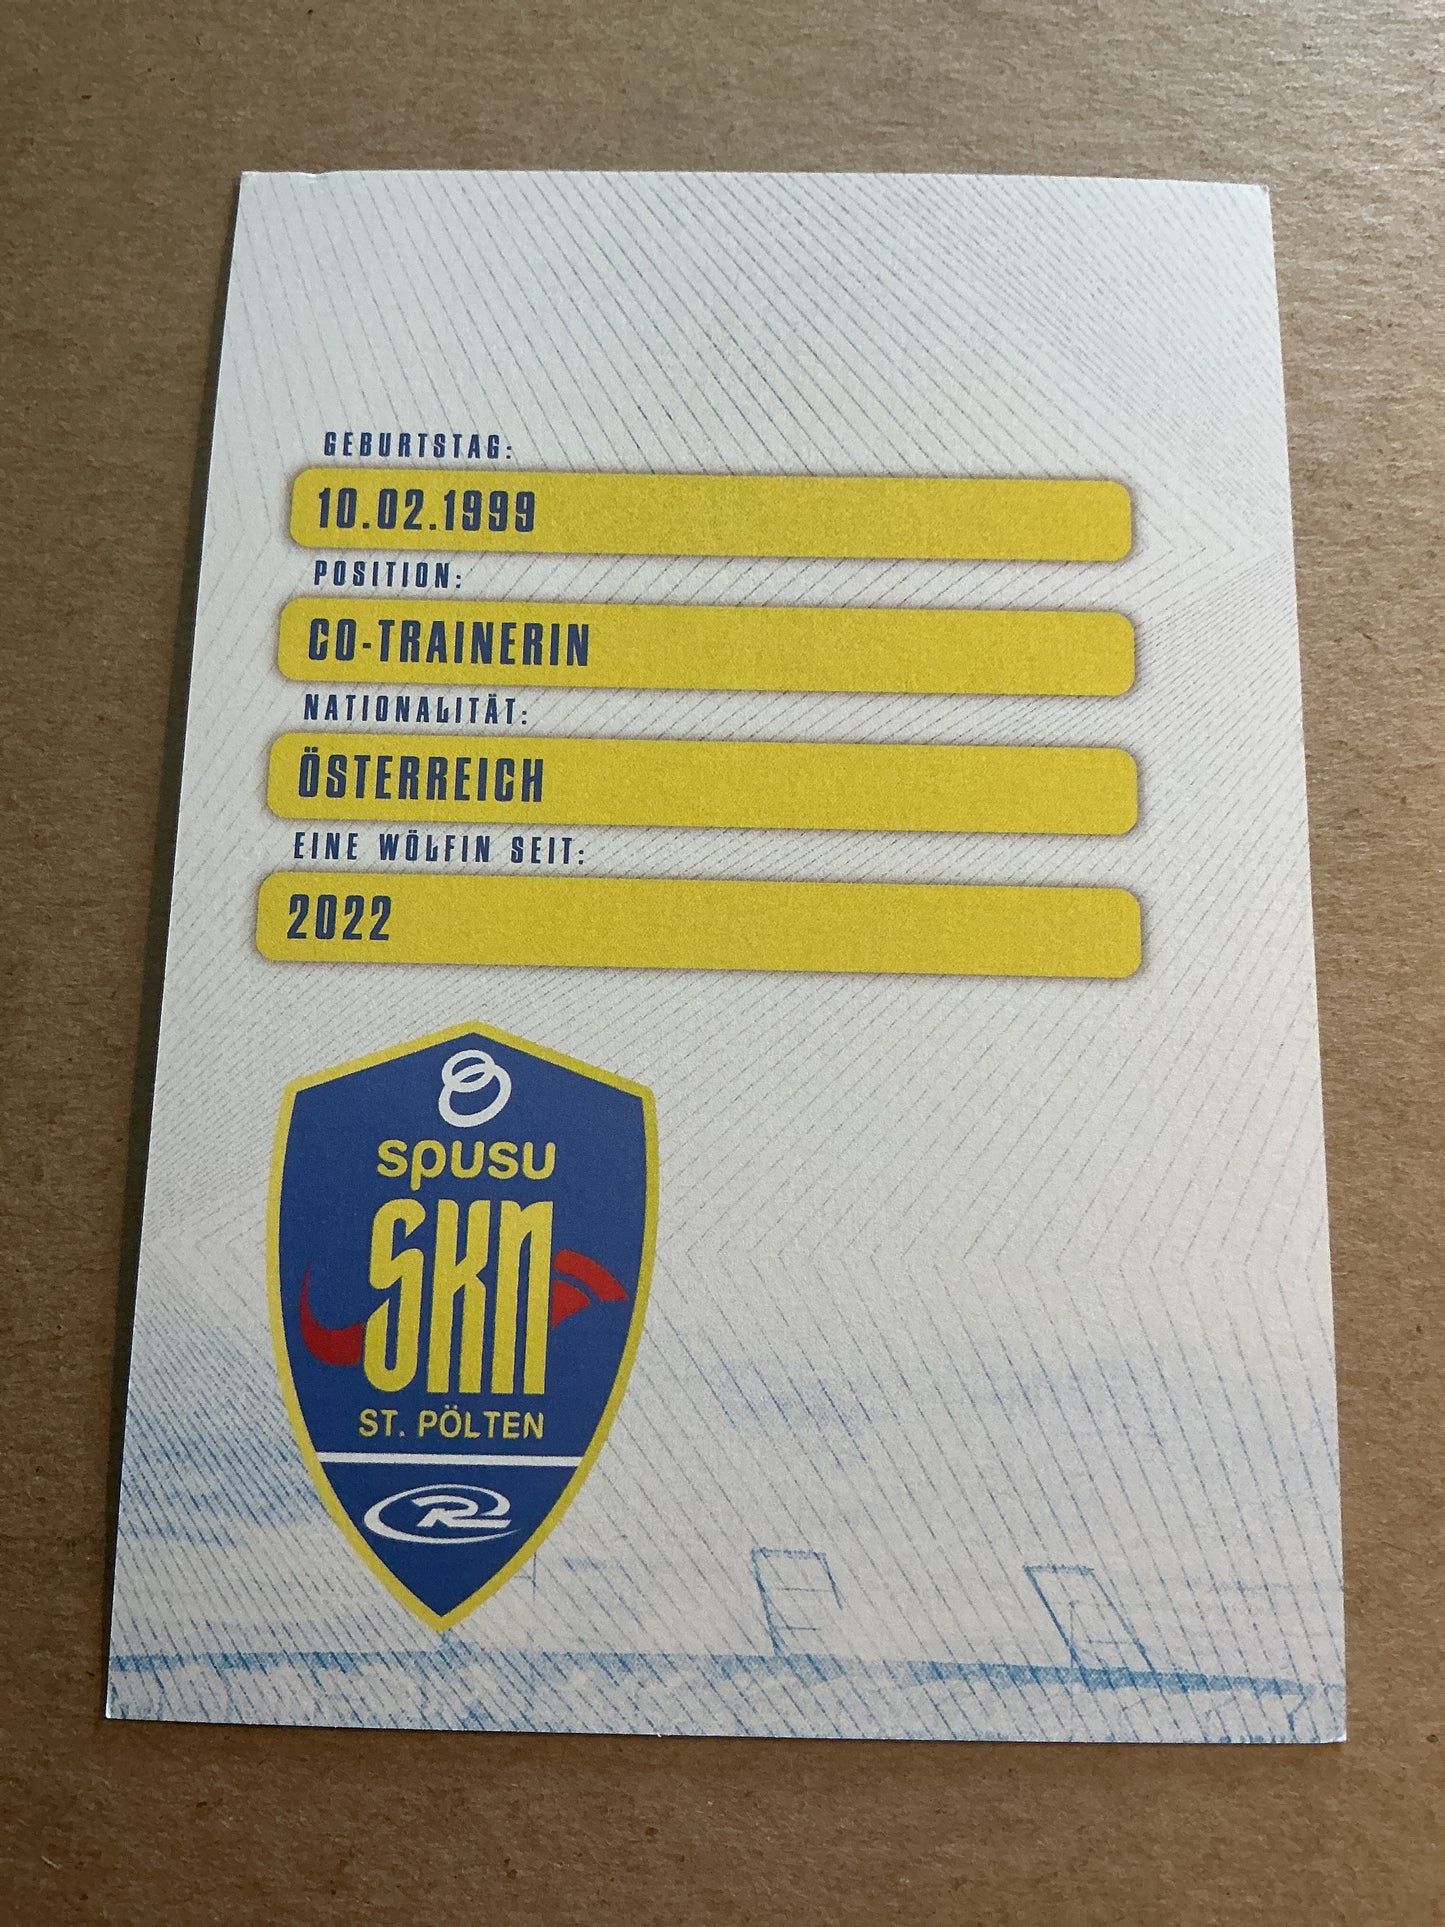 GEBURTSTAG:
10.02.1999
POSITION:
CO-TRAINERIN
NATIONALITÄT:
ÖSTERREICH
EINE WÖLFIN SEIT:
2022
spusu
SKN
ST. PÖLTEN
R